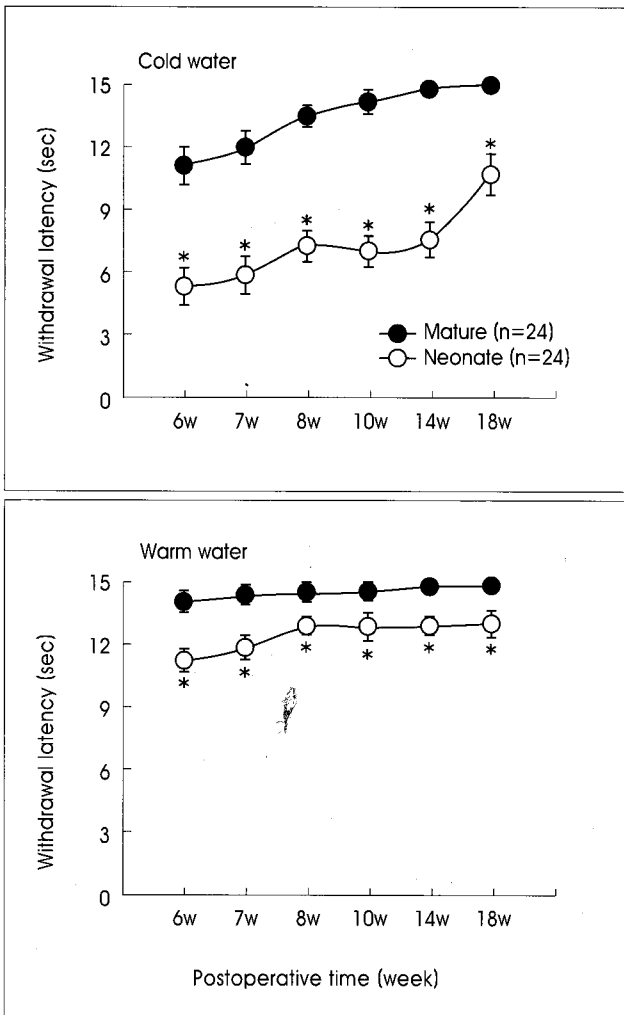 Cold water
Withdrawal latency (sec)
15
12
9
6
3
0
* * * * * *
Mature (n=24)
Neonate (n=24)
6w 7w 8w 10w 14w 18w
Warm water
Withdrawal latency (sec)
15
12
9
6
3
0
* * * * * *
6w 7w 8w 10w 14w 18w
Postoperative time (week)